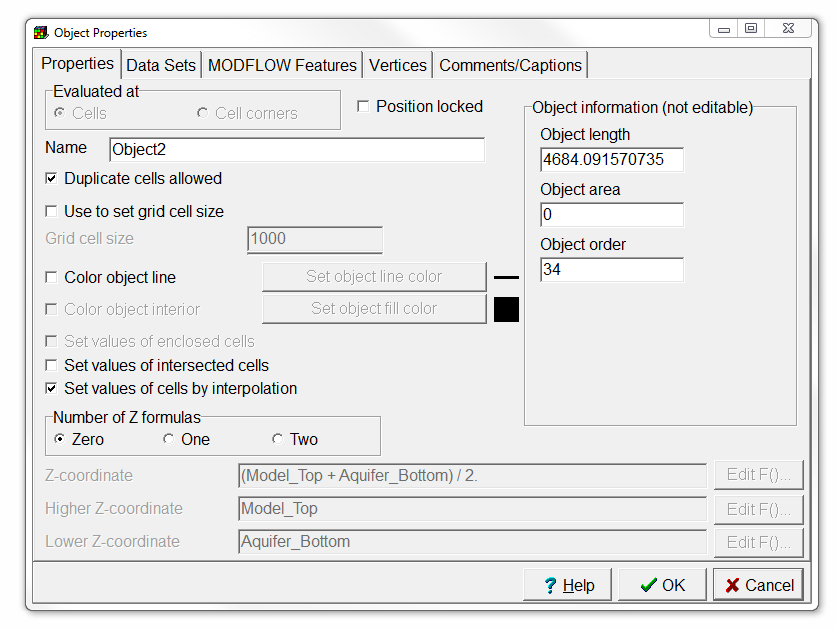 Object Properties
Properties Data Sets MODFLOW Features Vertices Comments/Captions
Evaluated at
Cells Cell corners
Position locked
Name Object2
Duplicate cells allowed
Use to set grid cell size
Grid cell size 1000
Color object line Set object line color
Color object interior Set object fill color
Set values of enclosed cells
Set values of intersected cells
Set values of cells by interpolation
Number of Z formulas
Zero One Two
Object information (not editable)
Object length
4684.091570735
Object area
0
Object order
34
Z-coordinate (Model_Top + Aquifer_Bottom) / 2. Edit F()...
Higher Z-coordinate Model_Top Edit F()...
Lower Z-coordinate Aquifer_Bottom Edit F()...
? Help OK Cancel